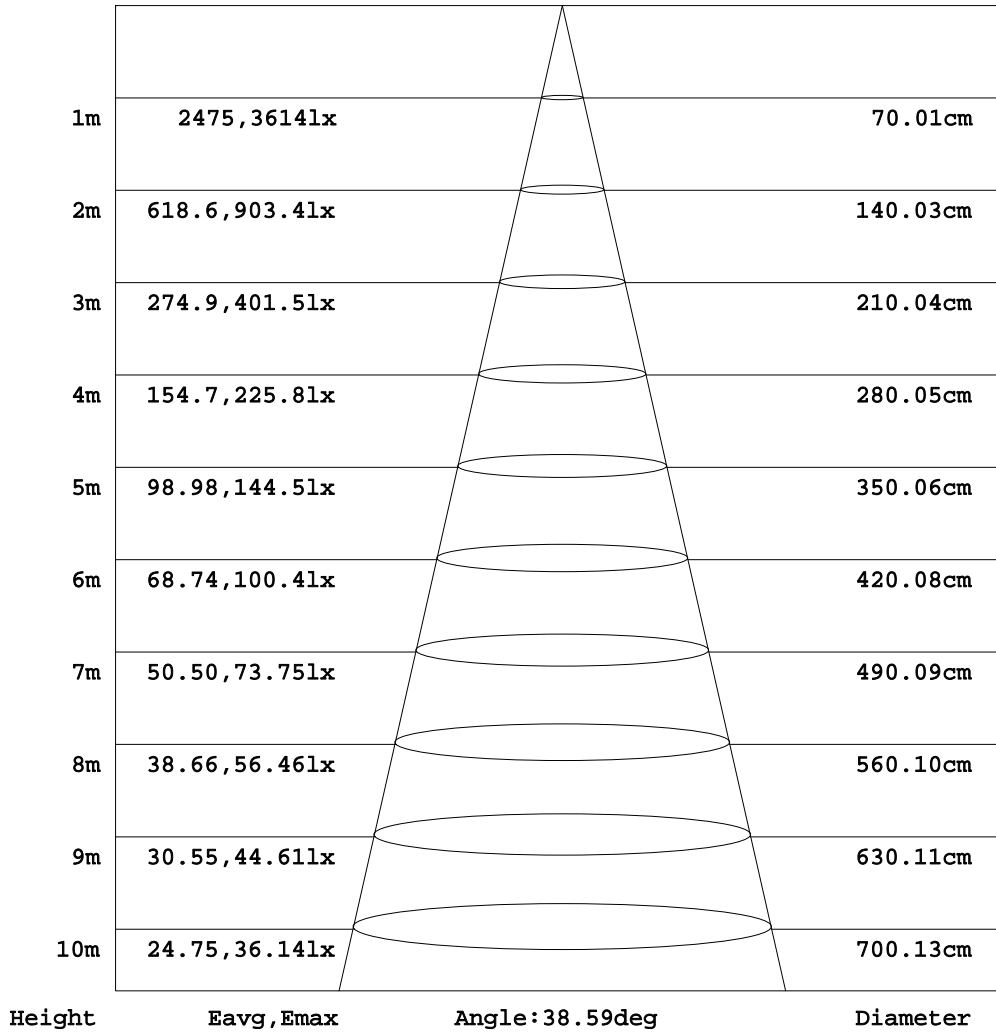 1m 2475,3614lx 70.01cm
2m 618.6,903.4lx 140.03cm
3m 274.9,401.5lx 210.04cm
4m 154.7,225.8lx 280.05cm
5m 98.98,144.5lx 350.06cm
6m 68.74,100.4lx 420.08cm
7m 50.50,73.75lx 490.09cm
8m 38.66,56.46lx 560.10cm
9m 30.55,44.61lx 630.11cm
10m 24.75,36.14lx 700.13cm
Height Eavg,Emax Angle:38.59deg Diameter